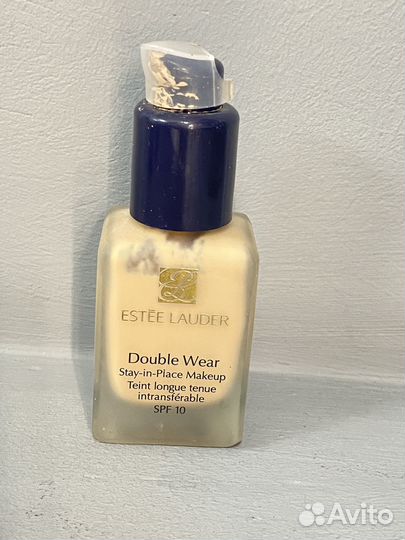 ESTĒE LAUDER
Double Wear
Stay-in-Place Makeup
Teint longue tenue
intransférable
SPF 10
Avito